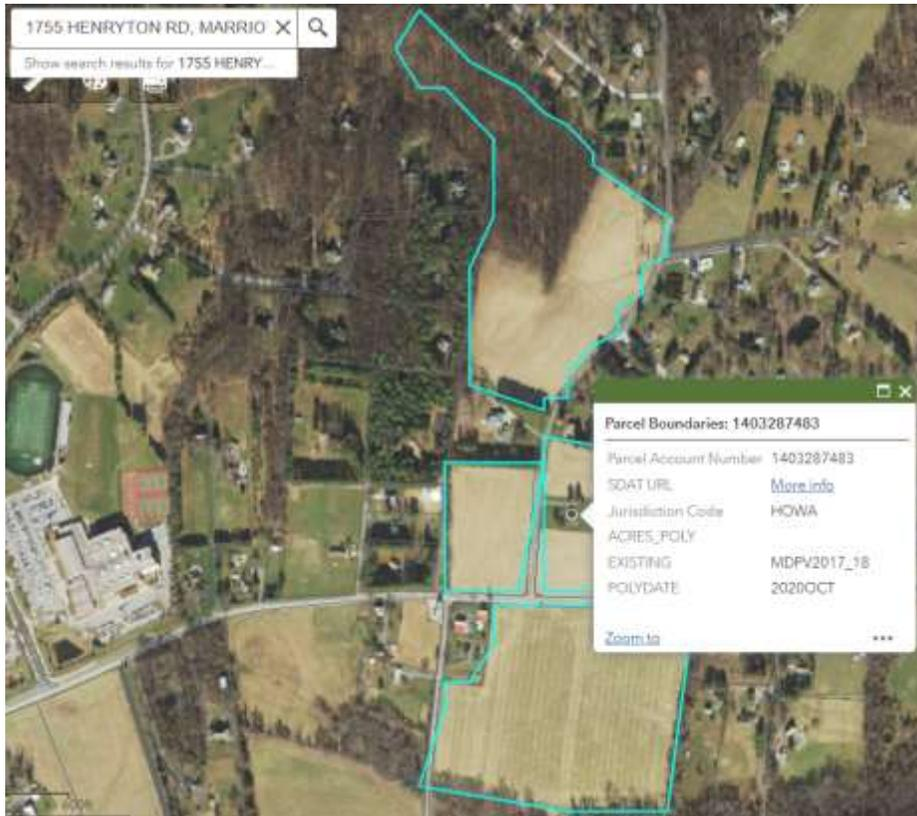 1755 HENRYTON RD, MARRIO
Show search results for 1755 HENRY...
Parcel Boundaries: 1403287483
Parcel Account Number 1403287483
SDAT URL More info
Jurisdiction Code HOWA
ACRES_POLY
EXISTING MDPV2017_18
POLYDATE 2020OCT
Zoom to